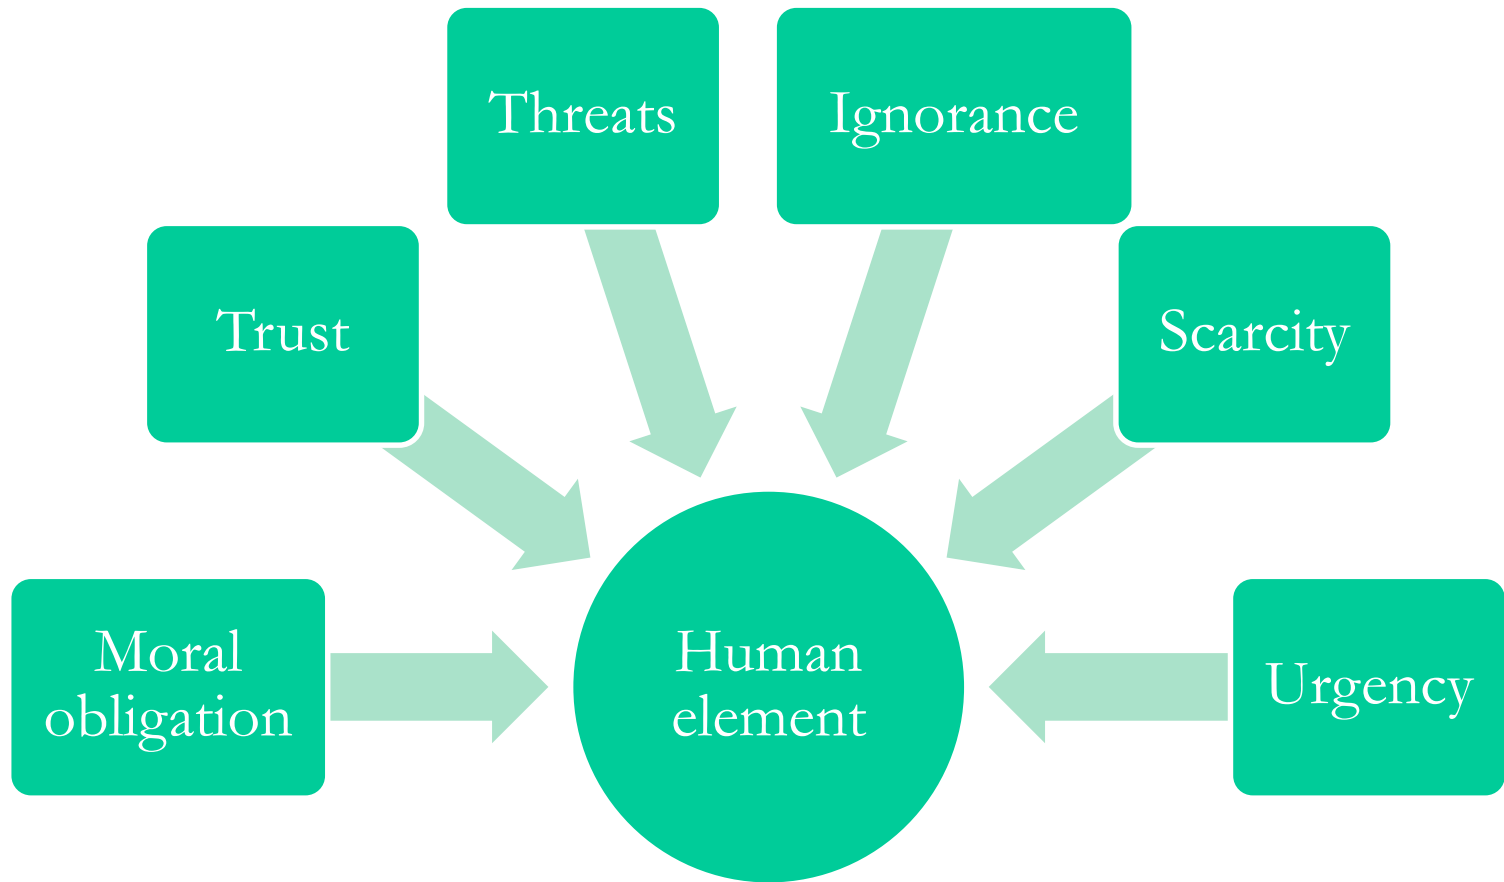 Threats
Ignorance
Trust
Scarcity
Moral
obligation
Human
element
Urgency